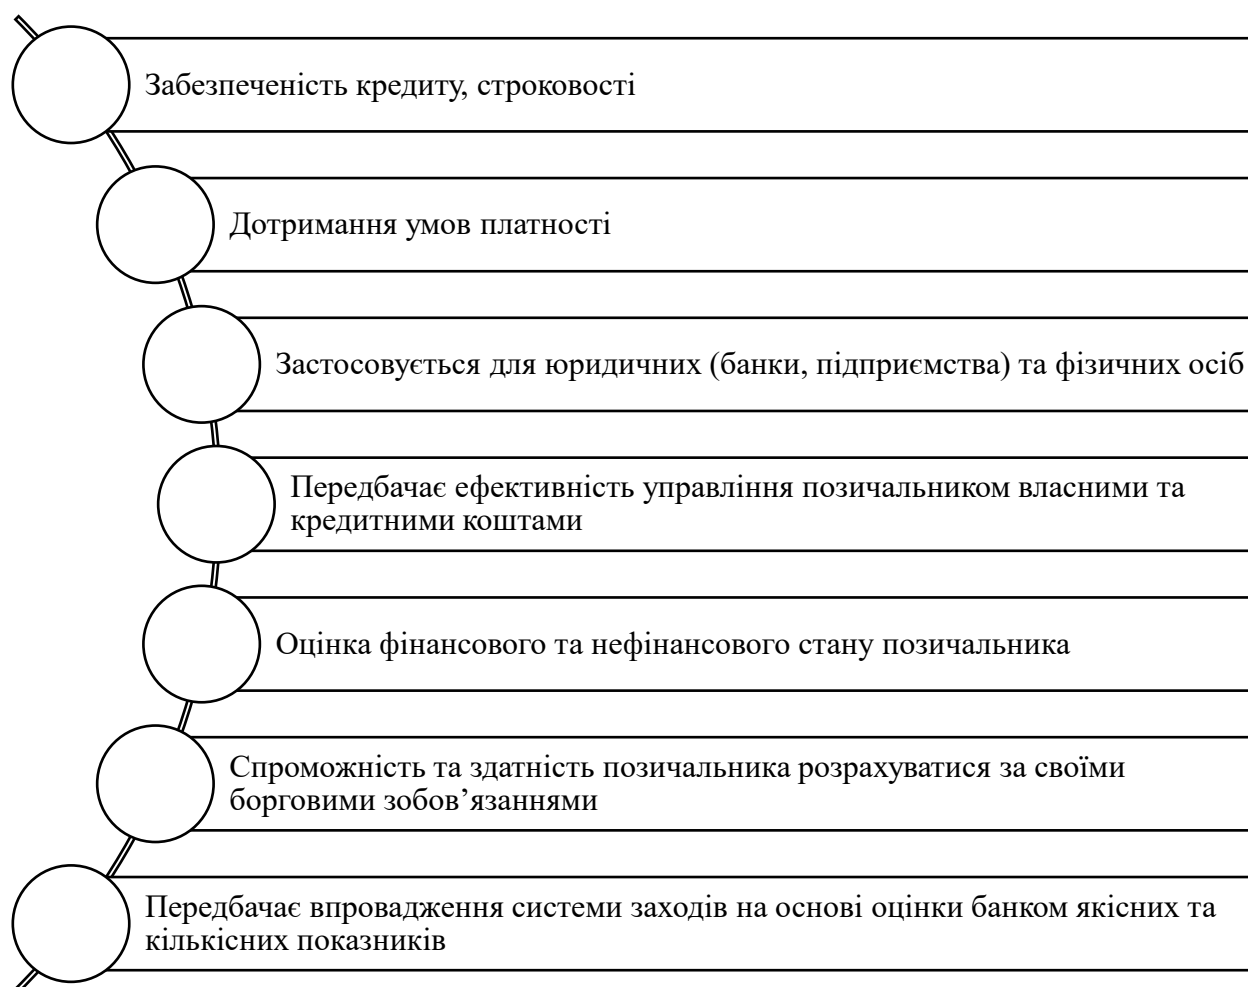 Забезпеченість кредиту, строковості
Дотримання умов платності
Застосовується для юридичних (банки, підприємства) та фізичних осіб
Передбачає ефективність управління позичальником власними та
кредитними коштами
Оцінка фінансового та нефінансового стану позичальника
Спроможність та здатність позичальника розрахуватися за своїми
борговими зобов’язаннями
Передбачає впровадження системи заходів на основі оцінки банком якісних та
кількісних показників